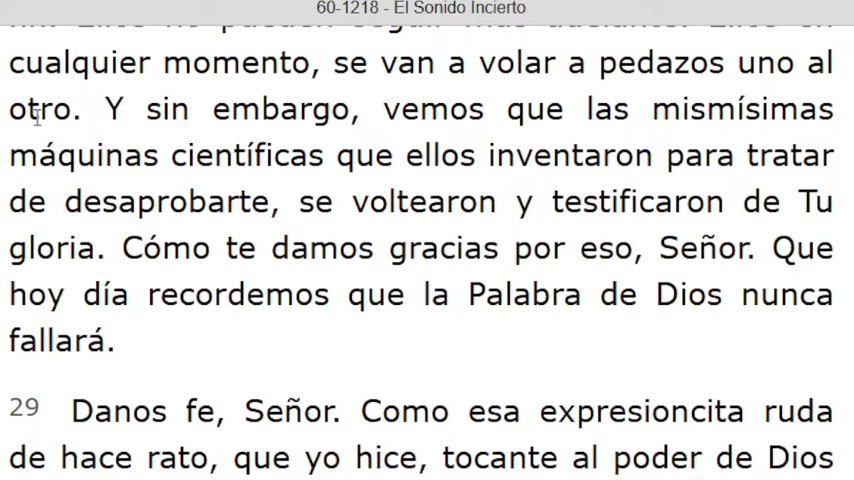 60-1218 - El Sonido Incierto
cualquier momento, se van a volar a pedazos uno al
otro. Y sin embargo, vemos que las mismísimas
máquinas científicas que ellos inventaron para tratar
de desaprobarte, se voltearon y testificaron de Tu
gloria. Cómo te damos gracias por eso, Señor. Que
hoy día recordemos que la Palabra de Dios nunca
fallará.
29 Danos fe, Señor. Como esa expresioncita ruda
de hace rato, que yo hice, tocante al poder de Dios